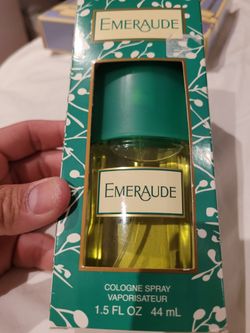 EMERAUDE
EMERAUDE
COLOGNE SPRAY
VAPORISATEUR
1.5 FL OZ 44 mL